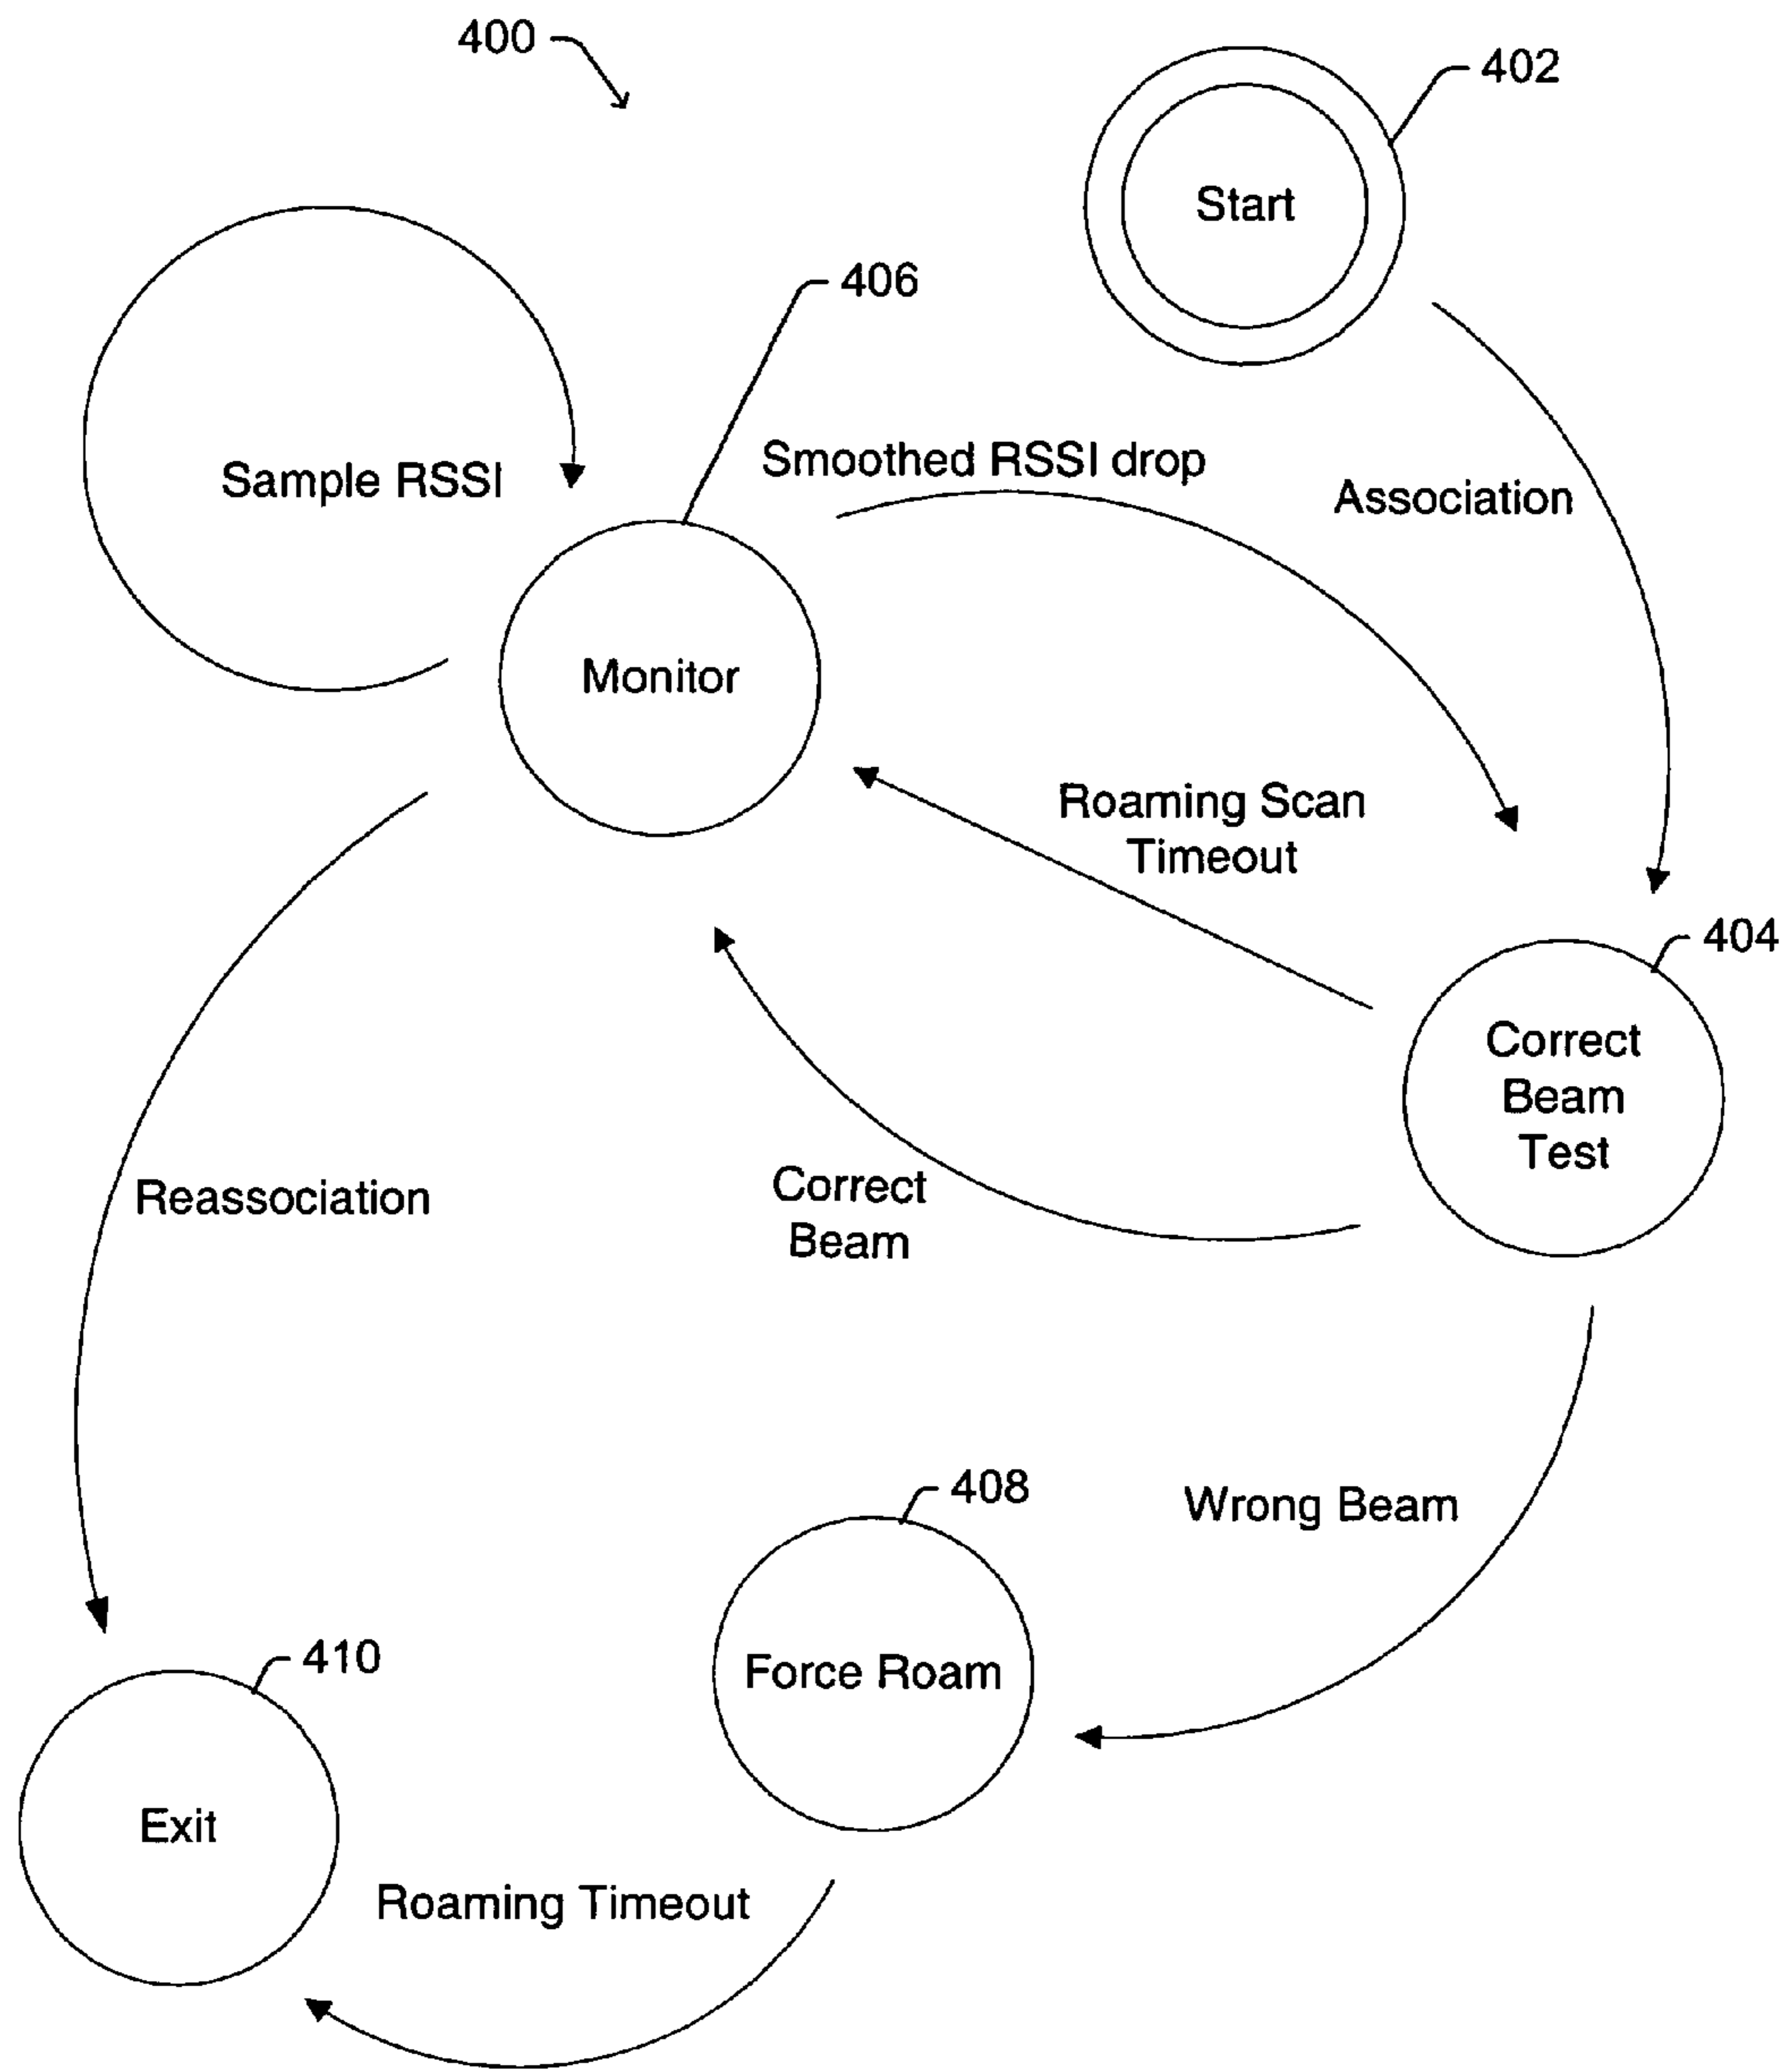 400
402
Start
406
Smoothed RSSI drop
Sample RSSI
Association
Monitor
Roaming Scan
Timeout
404
Correct
Beam
Test
Correct
Beam
Reassociation
408
Wrong Beam
410
Force Roam
Exit
Roaming Timeout